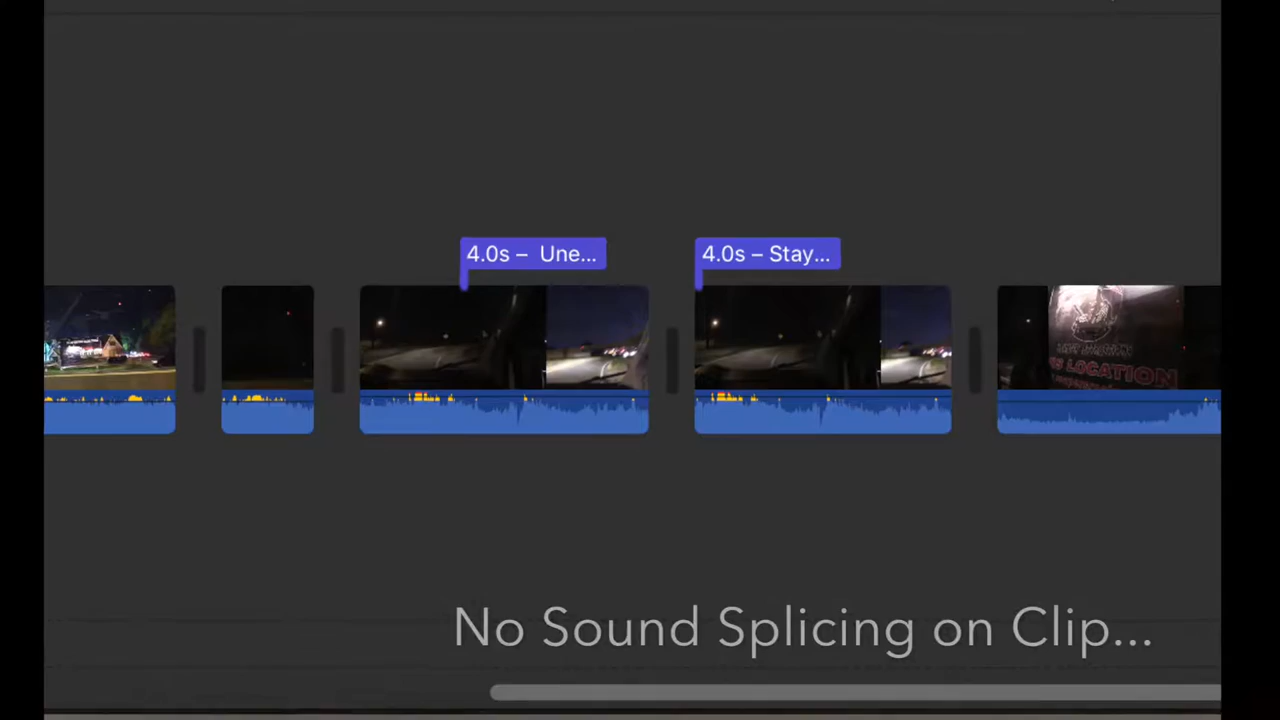 4.0s – Une...
4.0s – Stay...
LOCATION
No Sound Splicing on Clip...